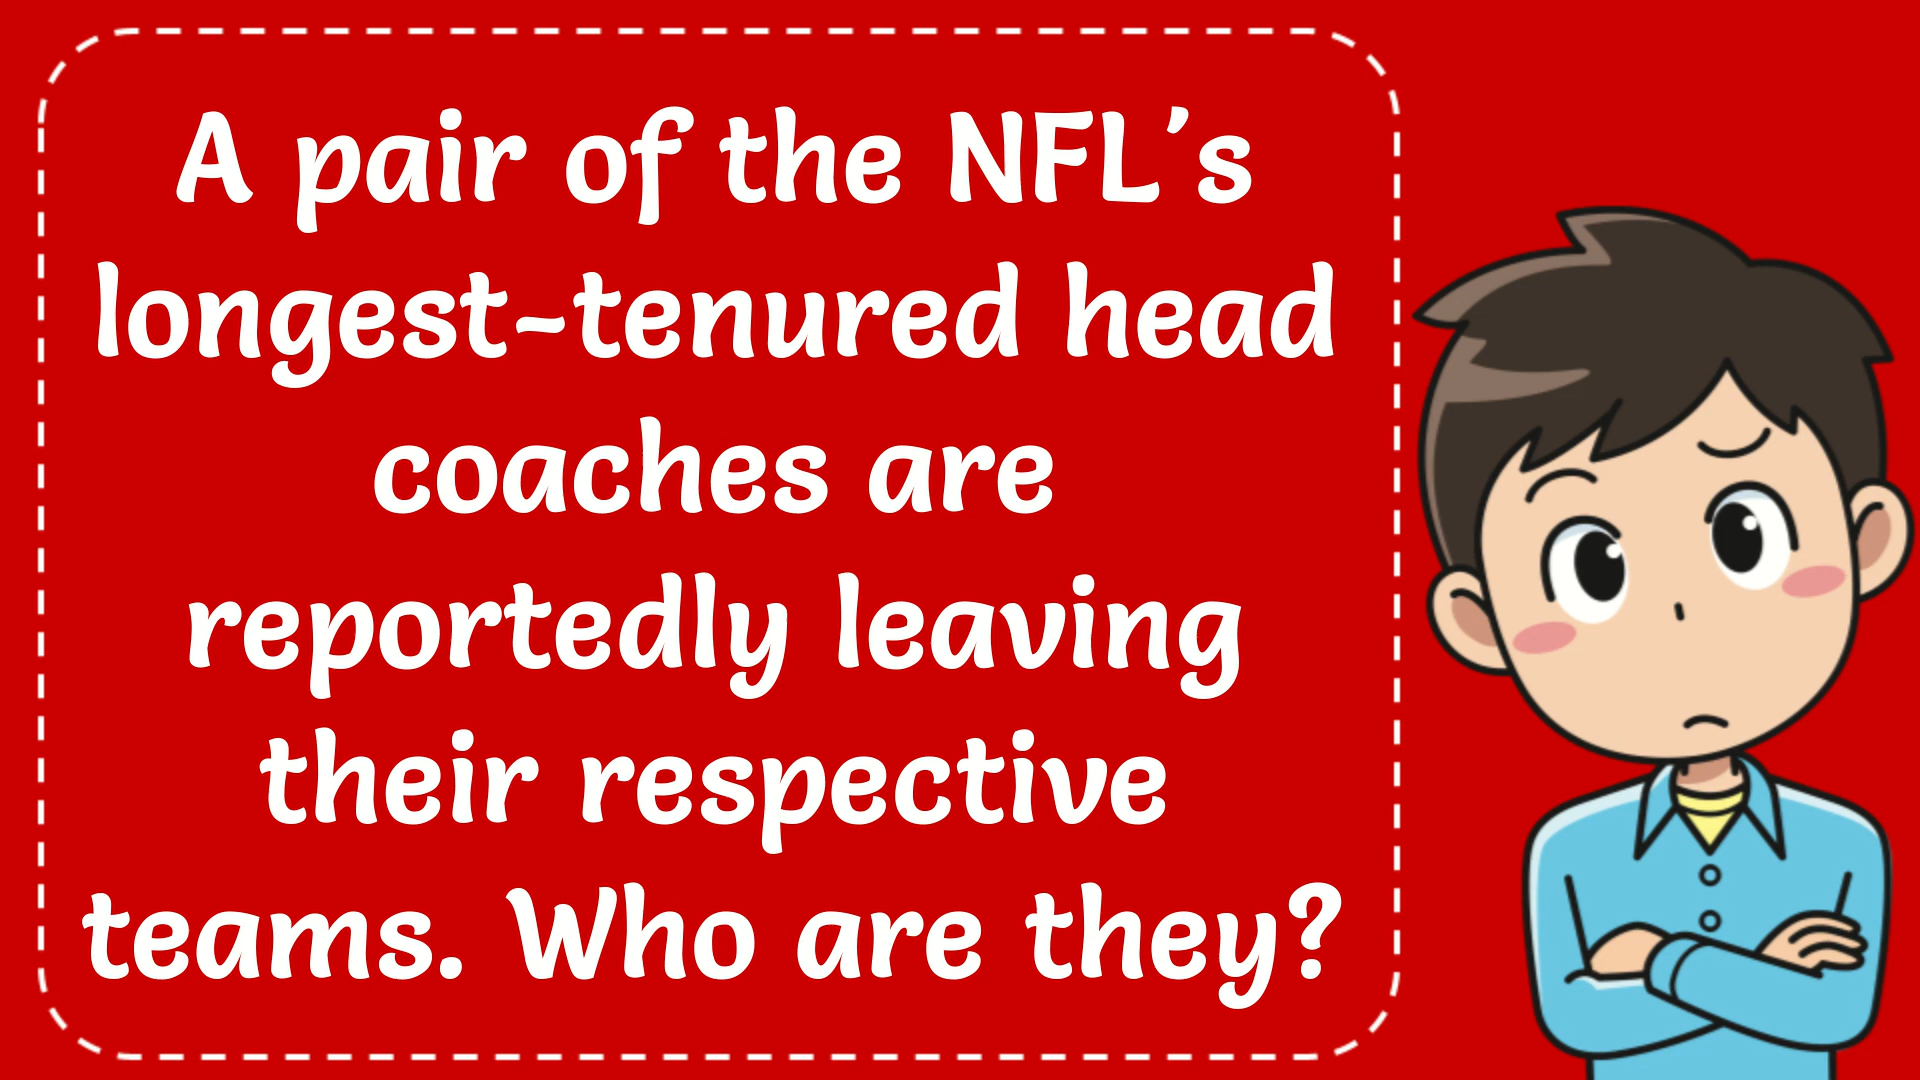 A pair of the NFL's
longest-tenured head
coaches are
reportedly leaving
their respective
teams. Who are they?